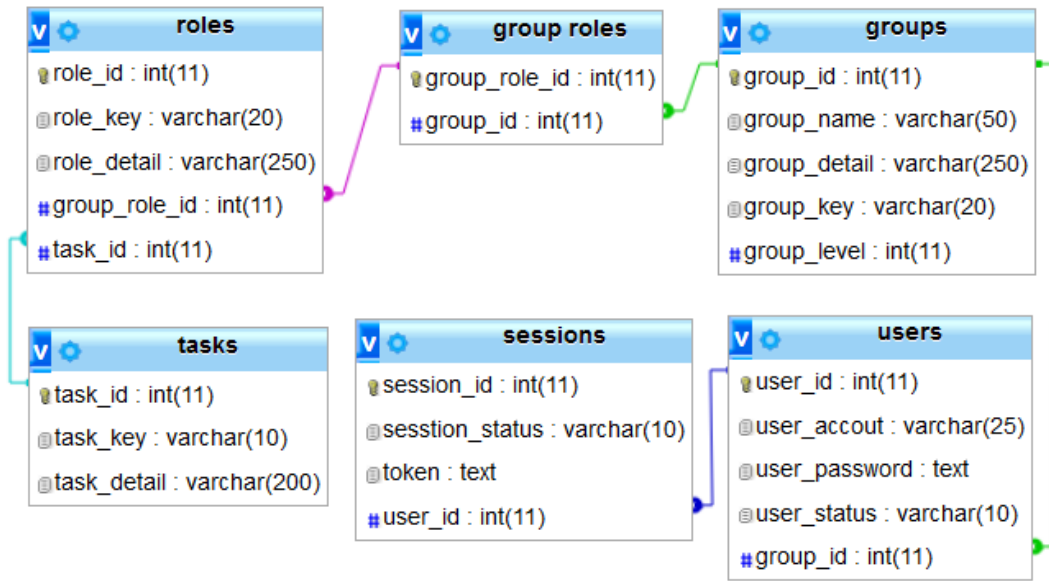 v roles
role_id : int(11)
role_key : varchar(20)
role_detail : varchar(250)
#group_role_id : int(11)
#task_id : int(11)
v group roles
group_role_id : int(11)
#group_id : int(11)
v groups
group_id : int(11)
group_name : varchar(50)
group_detail : varchar(250)
group_key : varchar(20)
#group_level : int(11)
v tasks
task_id : int(11)
task_key : varchar(10)
task_detail : varchar(200)
v sessions
session_id : int(11)
sesstion_status : varchar(10)
token : text
#user_id : int(11)
v users
user_id : int(11)
user_accout : varchar(25)
user_password : text
user_status : varchar(10)
#group_id : int(11)